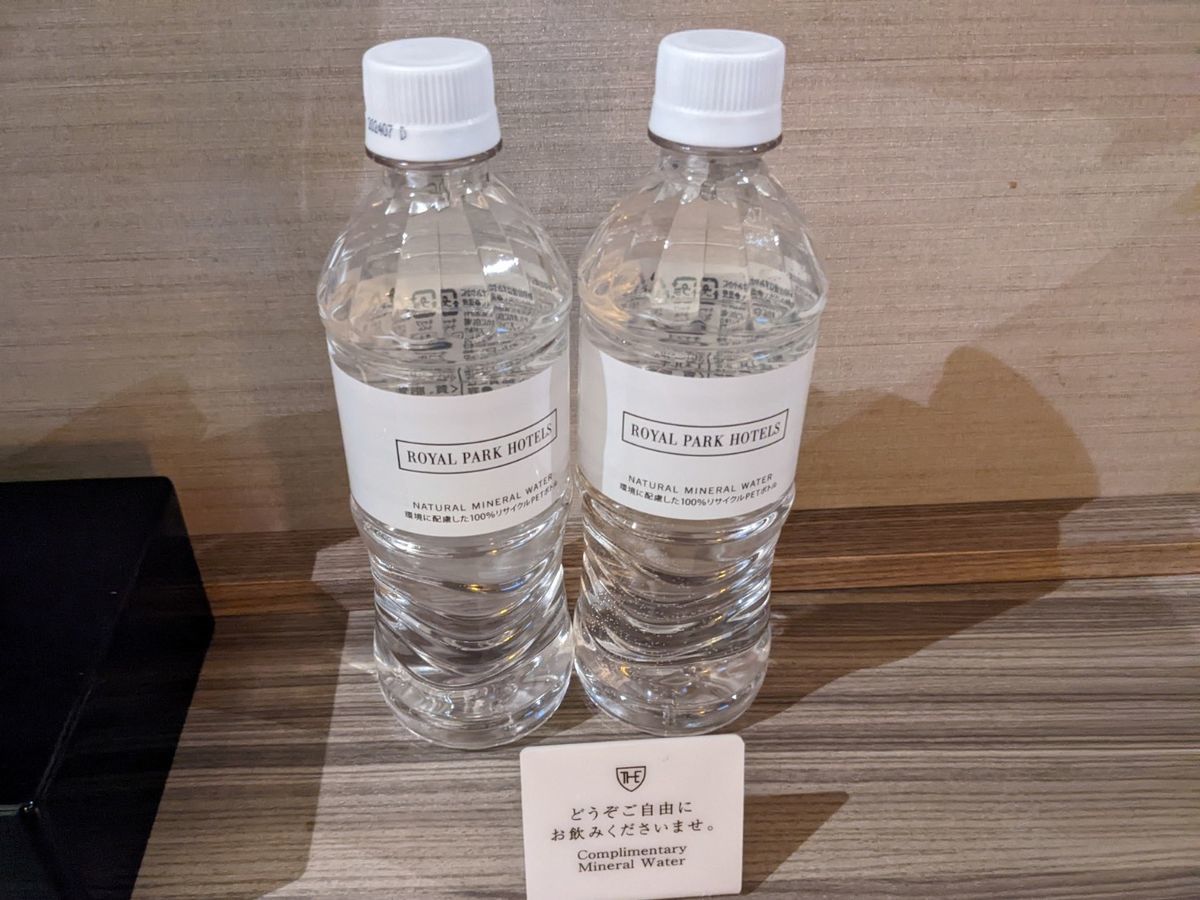 202407 D
ROYAL PARK HOTELS
NATURAL MINERAL WATER
環境に配慮した100%リサイクルPETボトル
ROYAL PARK HOTELS
NATURAL MINERAL WATER
環境に配慮した100%リサイクルPETボトル
THE
どうぞご自由に
お飲みくださいませ。
Complimentary
Mineral Water